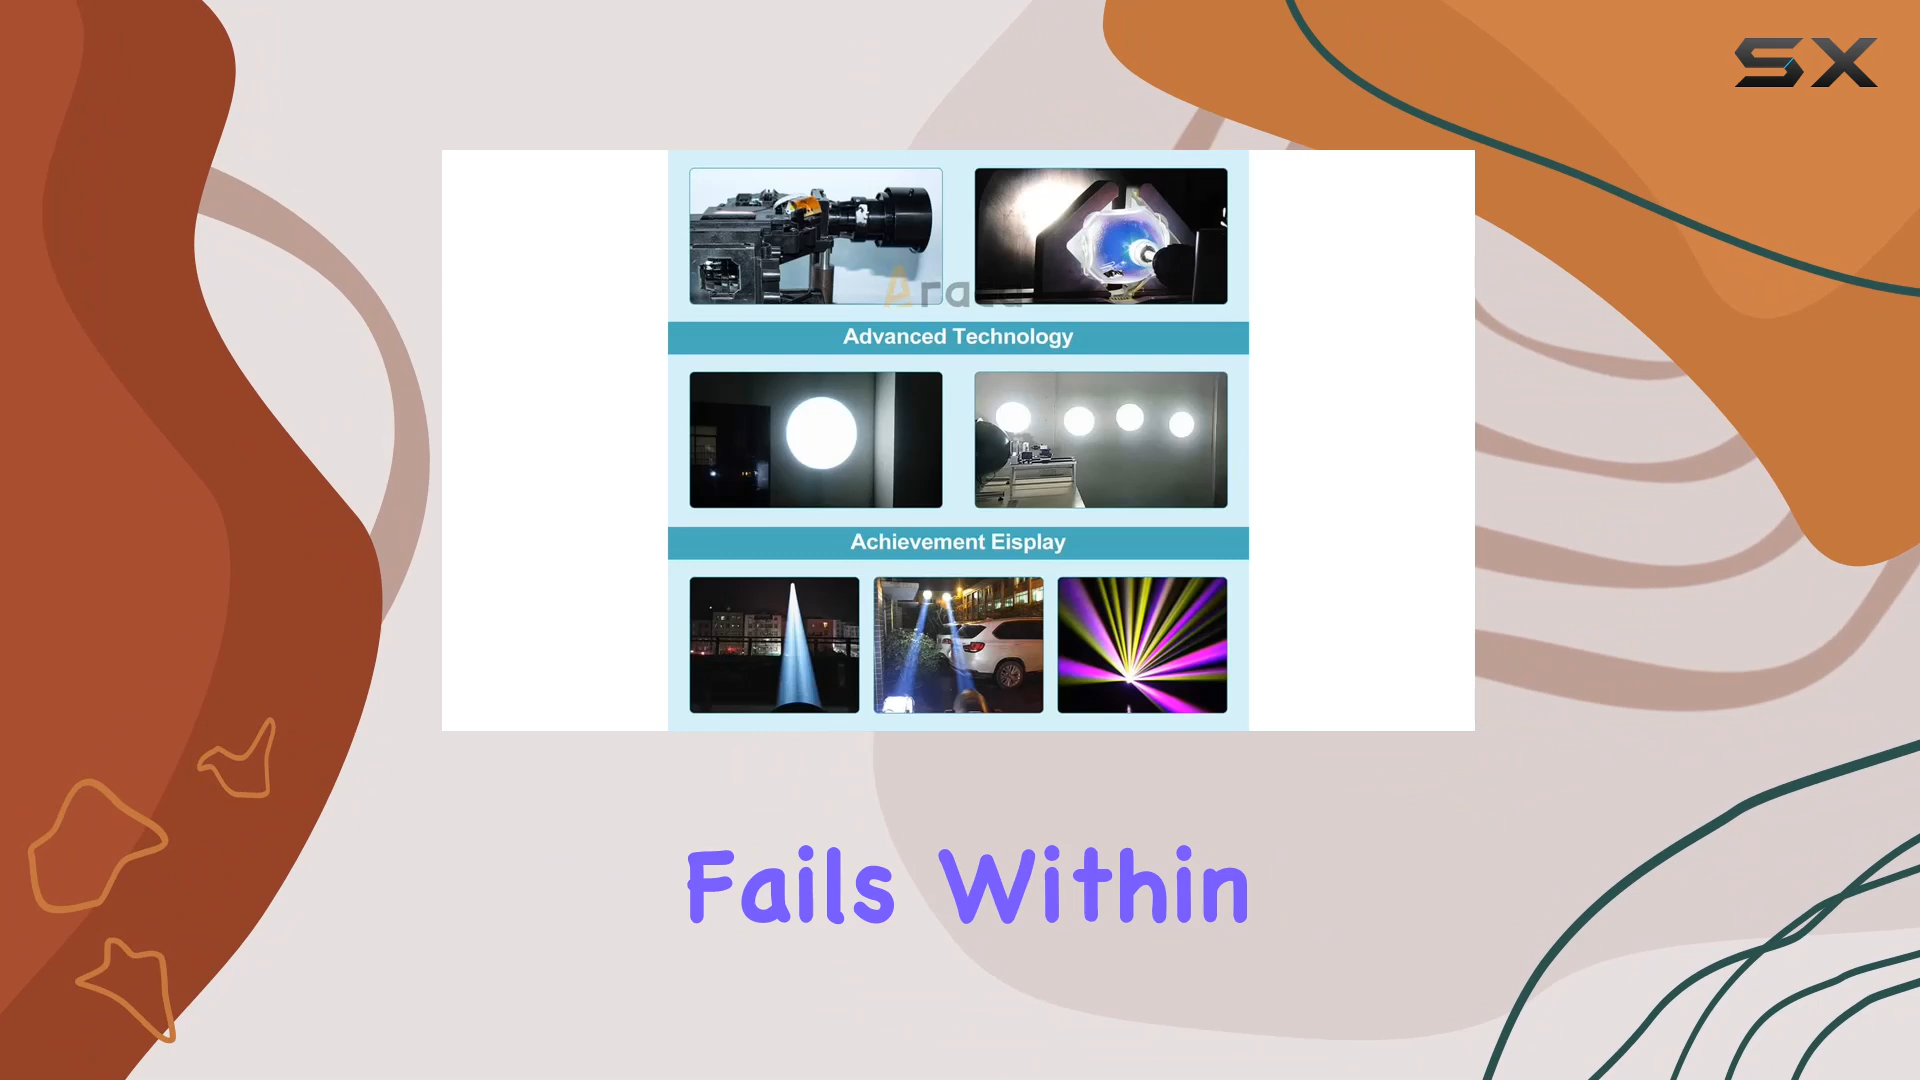 SX
Advanced Technology
Achievement Eisplay
Fails Within